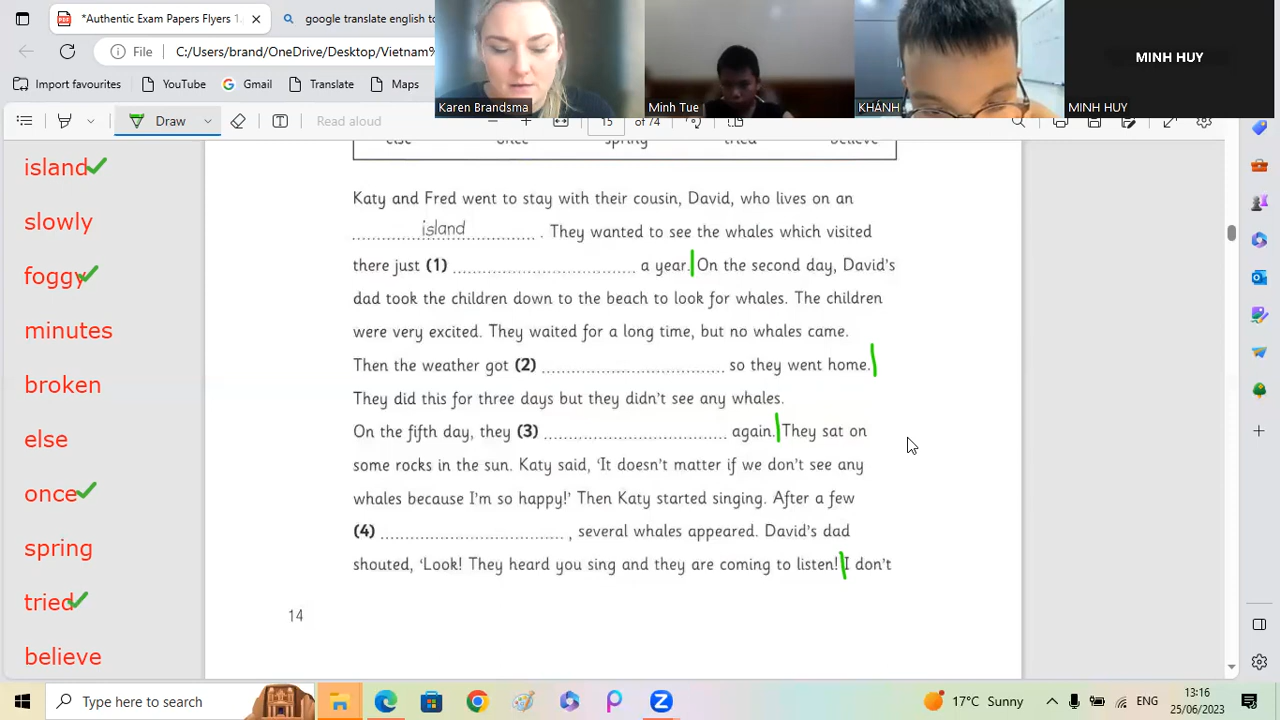 *Authentic Exam Papers Flyers 1.
google translate english to
File
C:/Users/brand/OneDrive/Desktop/Vietnam%
Import favorites
YouTube
Gmail
Translate
Maps
Karen Brandsma
Minh Tue
KHÁNH
MINH HUY
MINH HUY
Draw
Read aloud
15 of 74
else once spring tried believe
island
slowly
foggy
minutes
broken
else
once
spring
tried
believe
Katy and Fred went to stay with their cousin, David, who lives on an
island . They wanted to see the whales which visited
there just (1) a year. On the second day, David's
dad took the children down to the beach to look for whales. The children
were very excited. They waited for a long time, but no whales came.
Then the weather got (2) so they went home.
They did this for three days but they didn't see any whales.
On the fifth day, they (3) again. They sat on
some rocks in the sun. Katy said, 'It doesn't matter if we don't see any
whales because I'm so happy!' Then Katy started singing. After a few
(4) , several whales appeared. David's dad
shouted, 'Look! They heard you sing and they are coming to listen! I don't
14
Type here to search
17°C Sunny
ENG
13:16
25/06/2023